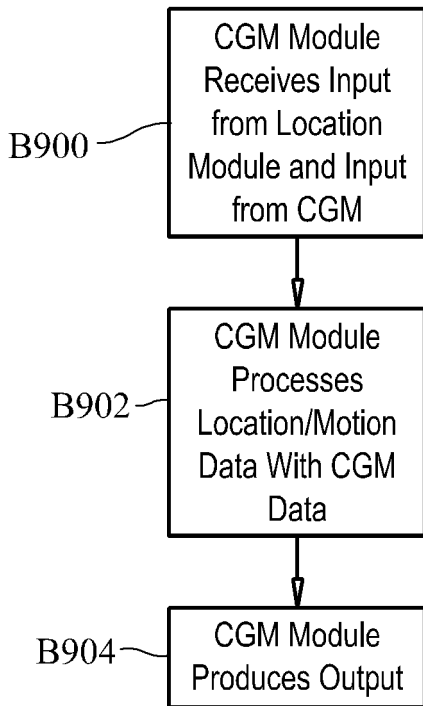 CGM Module
Receives Input
from Location
Module and Input
from CGM
B900
CGM Module
Processes
Location/Motion
Data With CGM
Data
B902
CGM Module
Produces Output
B904